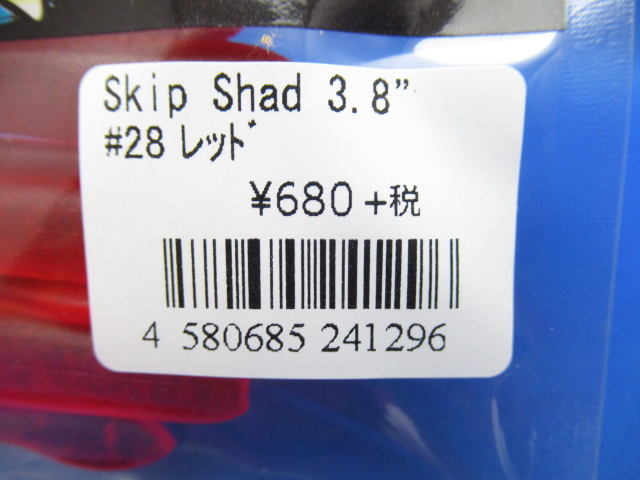 Skip Shad 3.8”
#28 ﾚｯﾄﾞ
¥680 +税
4 580685 241296